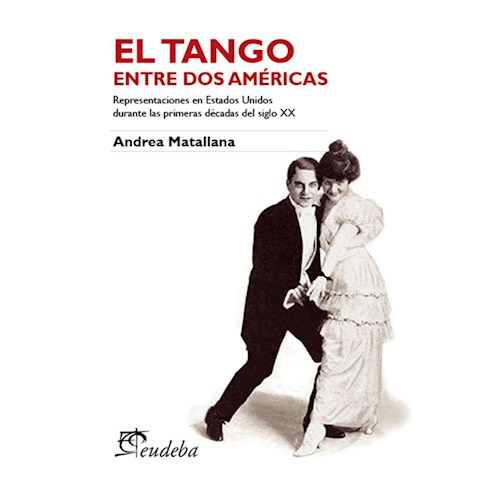 EL TANGO
ENTRE DOS AMÉRICAS
Representaciones en Estados Unidos
durante las primeras décadas del siglo XX
Andrea Matallana
eudeba